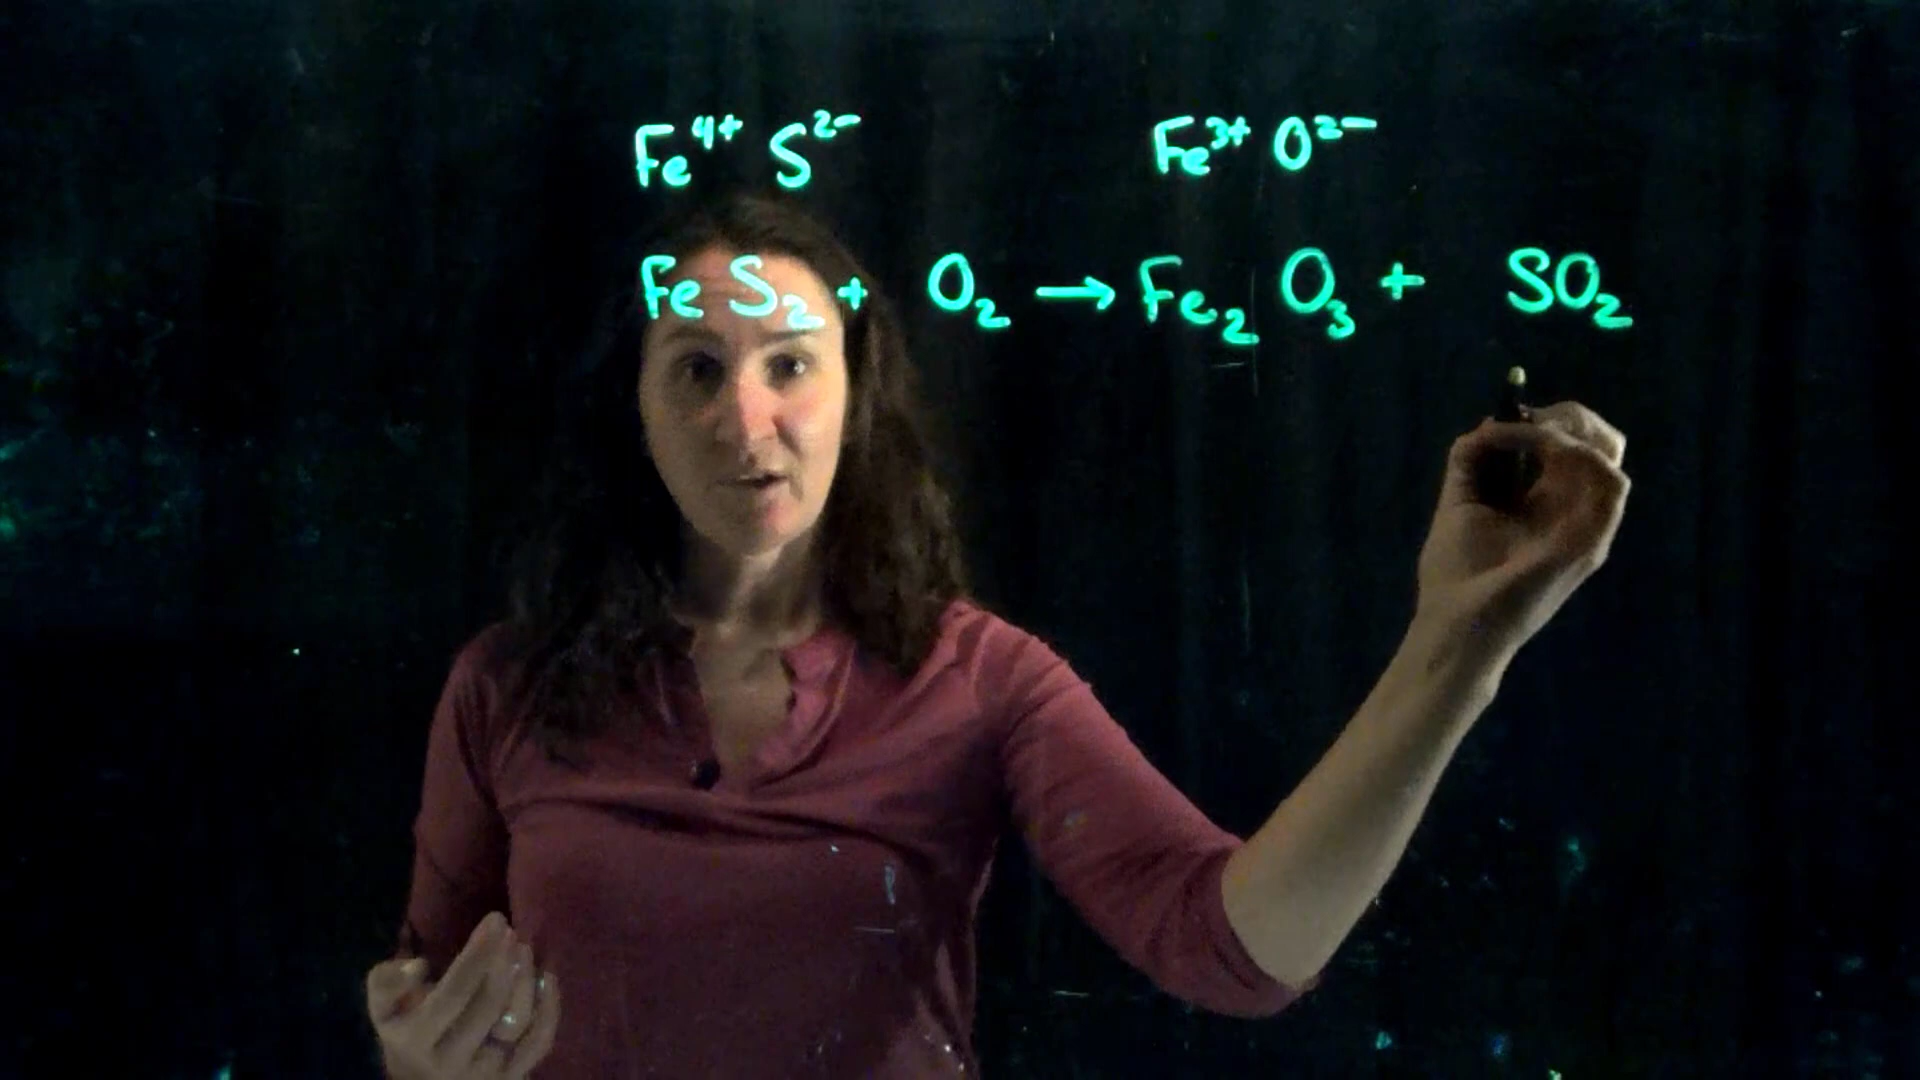 Fe⁴⁺ S²⁻ Fe³⁺ O²⁻
FeS₂ + O₂ → Fe₂O₃ + SO₂